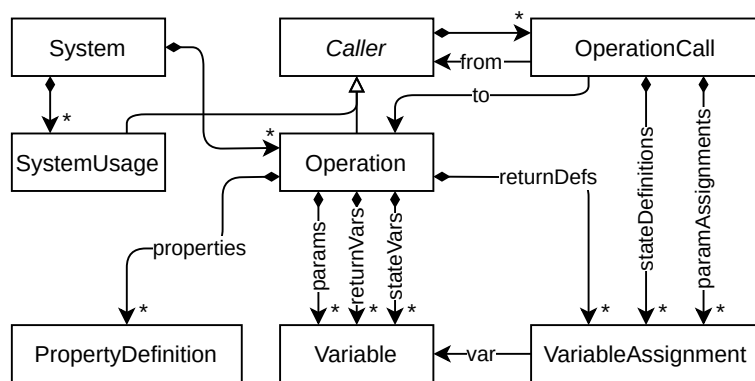 System
Caller
*
OperationCall
from
to
*
SystemUsage
*
Operation
returnDefs
stateDefinitions
paramAssignments
properties
params
returnVars
stateVars
*
*
*
*
*
*
*
PropertyDefinition
Variable
var
VariableAssignment